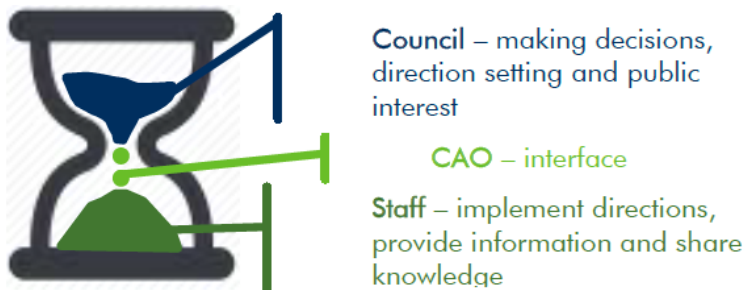 Council – making decisions,
direction setting and public
interest
CAO – interface
Staff – implement directions,
provide information and share
knowledge